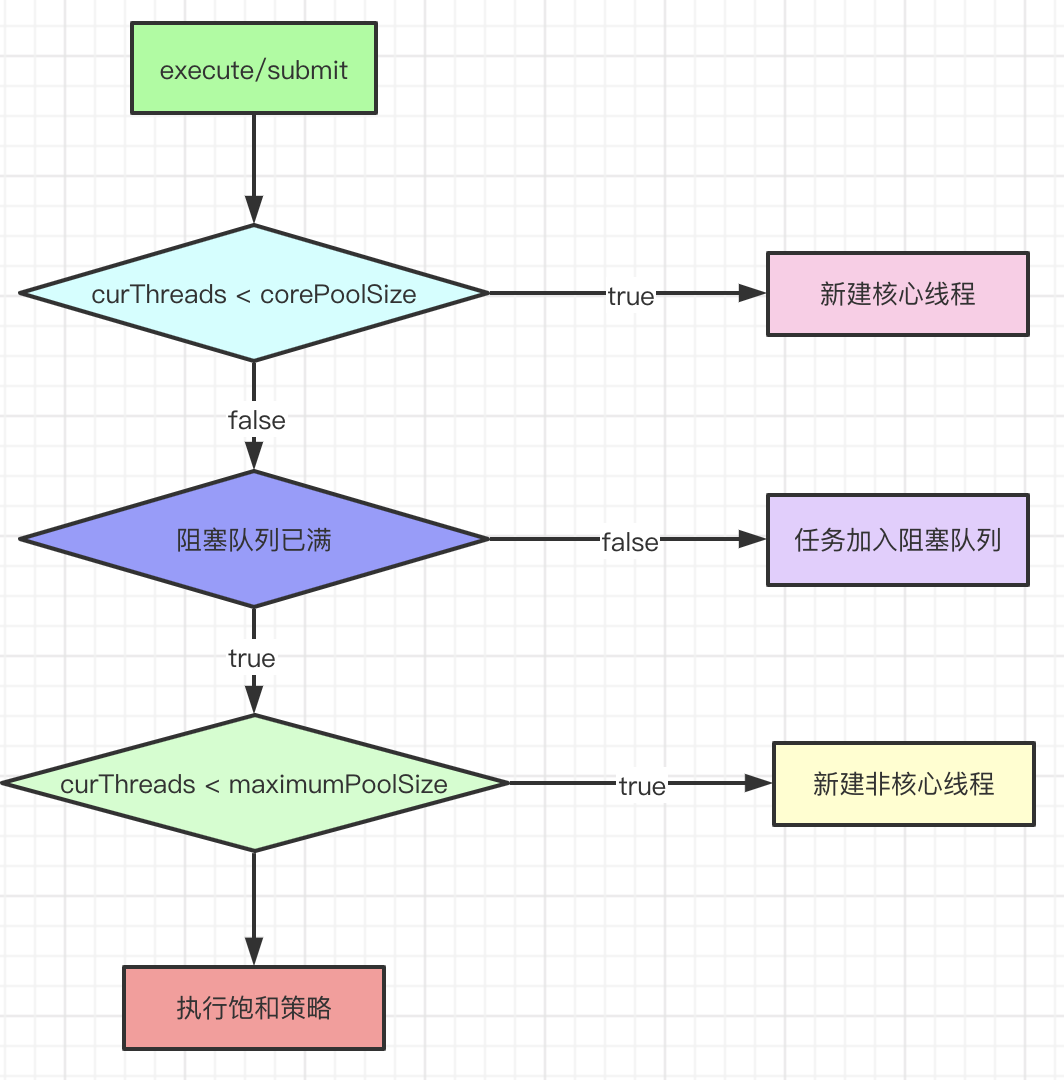 execute/submit
curThreads < corePoolSize
true
新建核心线程
false
阻塞队列已满
false
任务加入阻塞队列
true
curThreads < maximumPoolSize
true
新建非核心线程
执行饱和策略